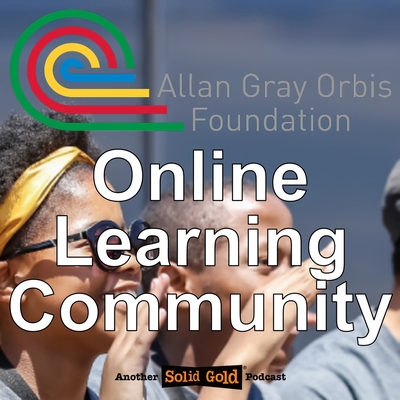 Allan Gray Orbis
Foundation
Online
Learning
Community
Another Solid Gold® Podcast